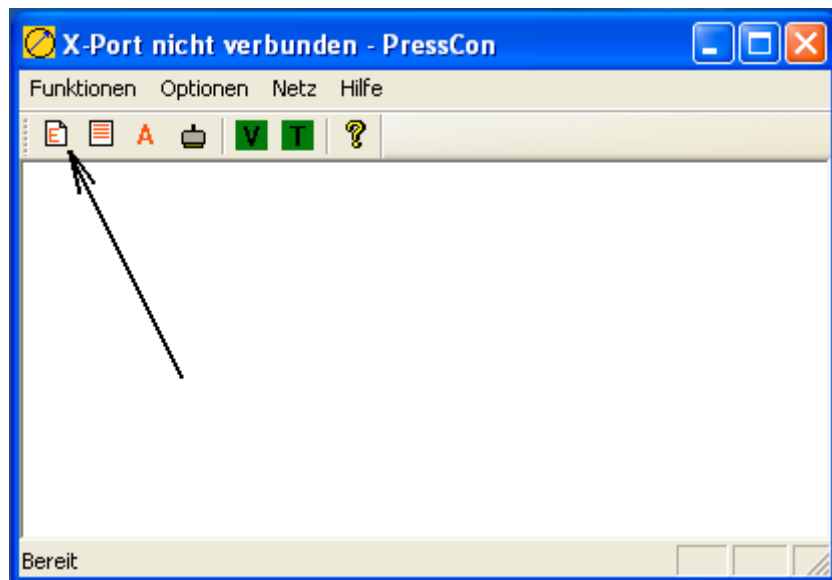 X-Port nicht verbunden - PressCon
Funktionen Optionen Netz Hilfe
E A V T ?
Bereit